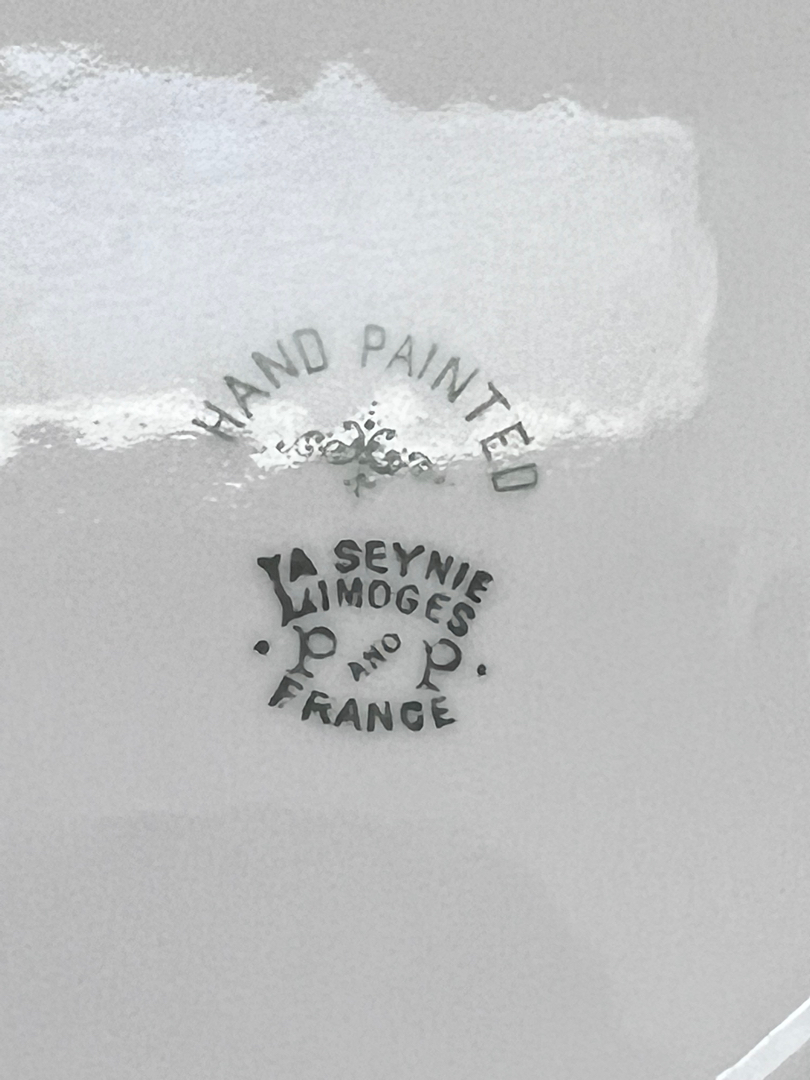 HAND PAINTED
LA SEYNIE
LIMOGES
P AND P
FRANCE